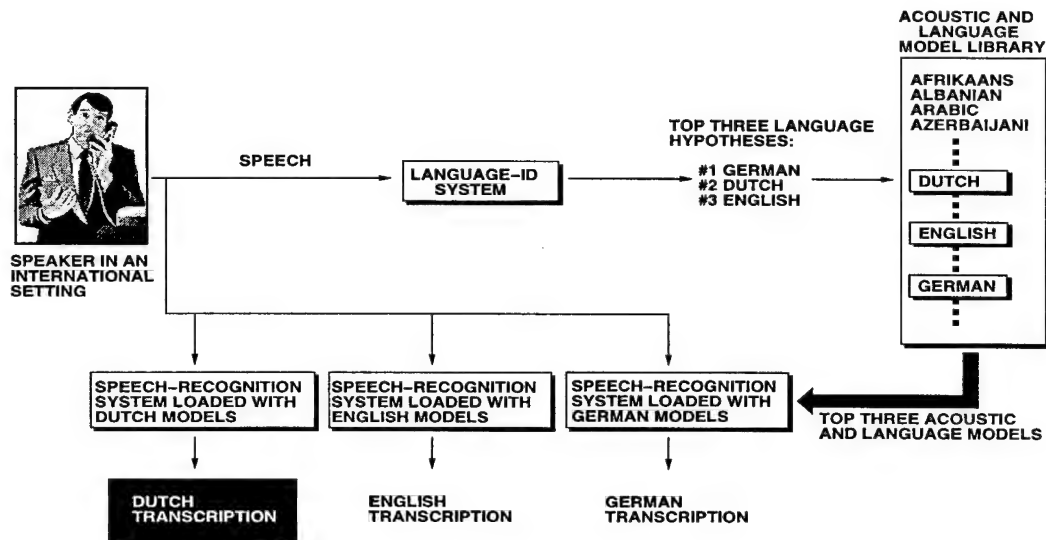 ACOUSTIC AND
LANGUAGE
MODEL LIBRARY
AFRIKAANS
ALBANIAN
ARABIC
AZERBAIJANI
DUTCH
ENGLISH
GERMAN
SPEECH
LANGUAGE–ID
SYSTEM
TOP THREE LANGUAGE
HYPOTHESES:
#1 GERMAN
#2 DUTCH
#3 ENGLISH
SPEAKER IN AN
INTERNATIONAL
SETTING
SPEECH–RECOGNITION
SYSTEM LOADED WITH
DUTCH MODELS
SPEECH–RECOGNITION
SYSTEM LOADED WITH
ENGLISH MODELS
SPEECH–RECOGNITION
SYSTEM LOADED WITH
GERMAN MODELS
TOP THREE ACOUSTIC
AND LANGUAGE MODELS
DUTCH
TRANSCRIPTION
ENGLISH
TRANSCRIPTION
GERMAN
TRANSCRIPTION